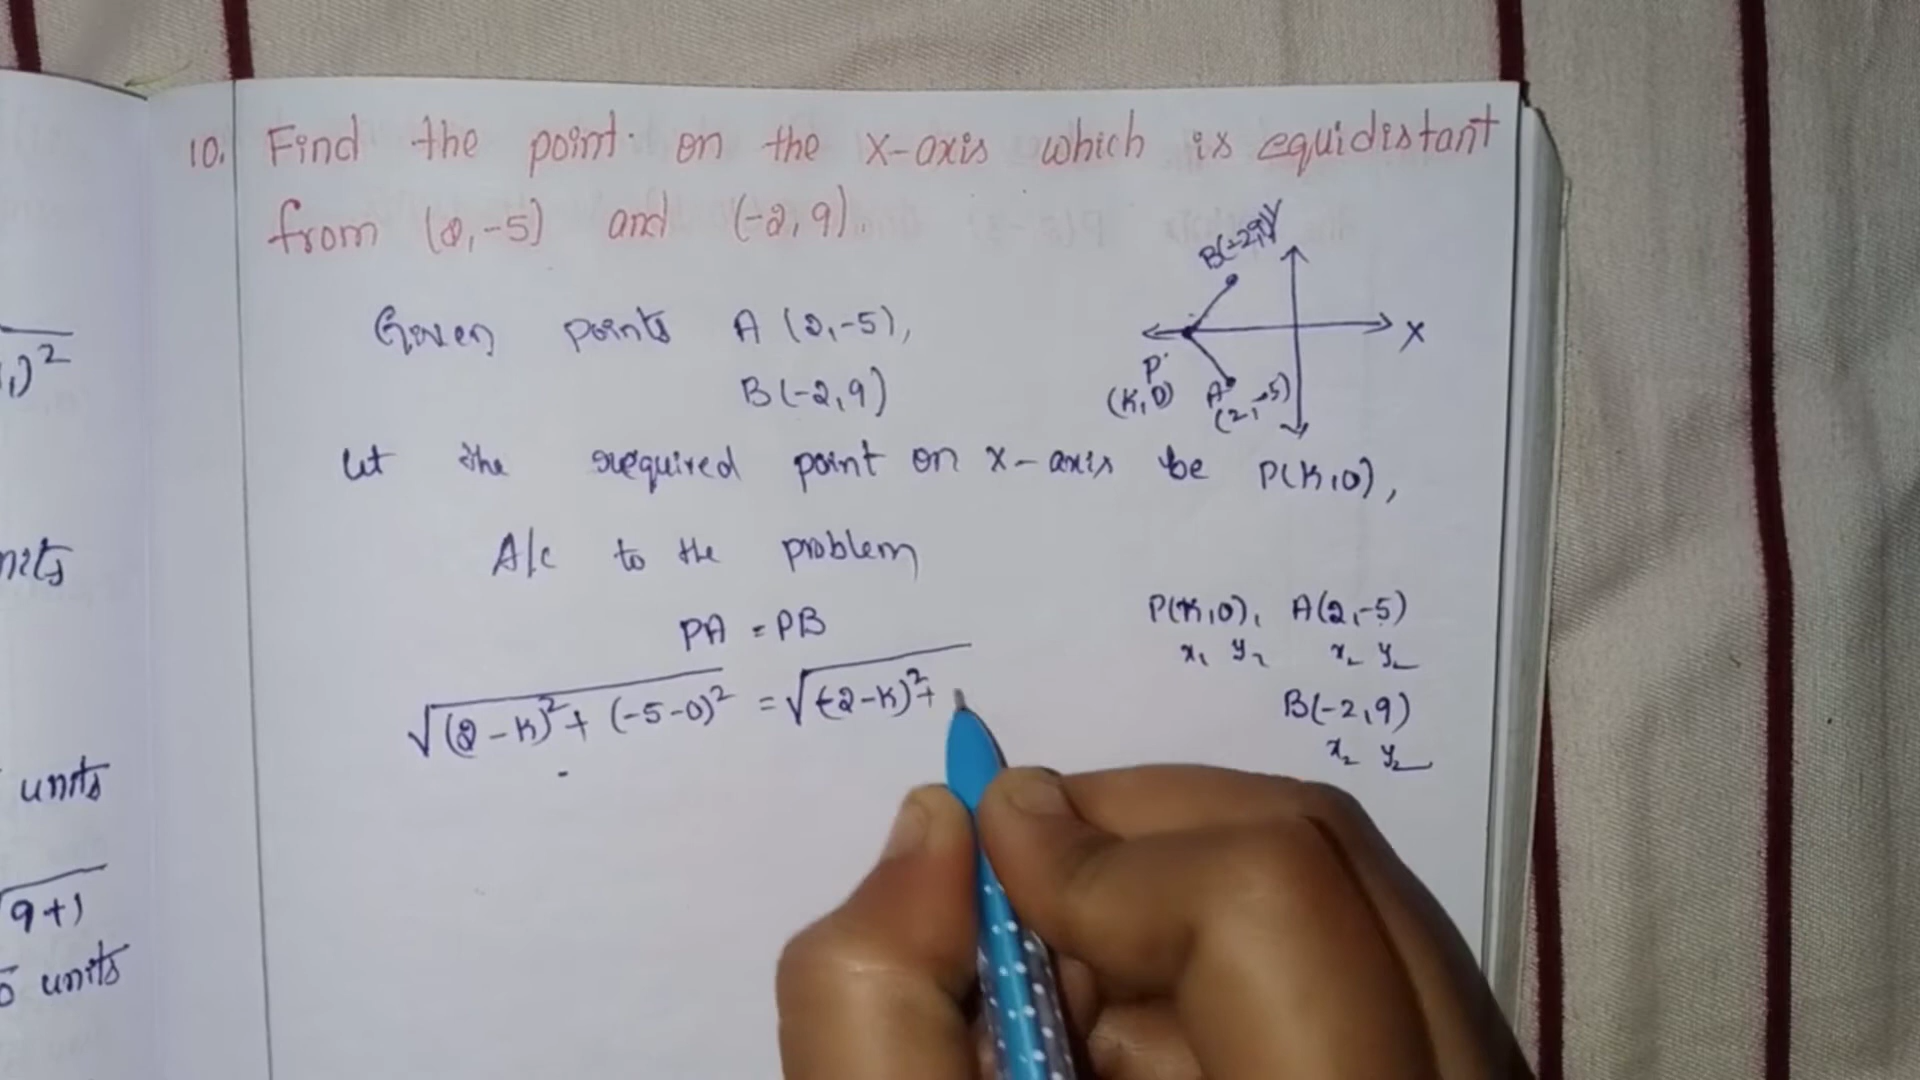 10. Find the point on the x-axis which is equidistant
from (2,-5) and (-2,9).
Given points A (2,-5),
B(-2,9)
B(-2,9)
Y
X
P
(K,0)
A
(2,-5)
Let the required point on x-axis be P(K,0),
A/c to the problem
PA = PB
√(2-K)²+(-5-0)² = √(-2-K)²+
P(K,0), A(2,-5)
x₁ y₂ x₂ y₂
B(-2,9)
x₂ y₂
)²
units
√9+1
units